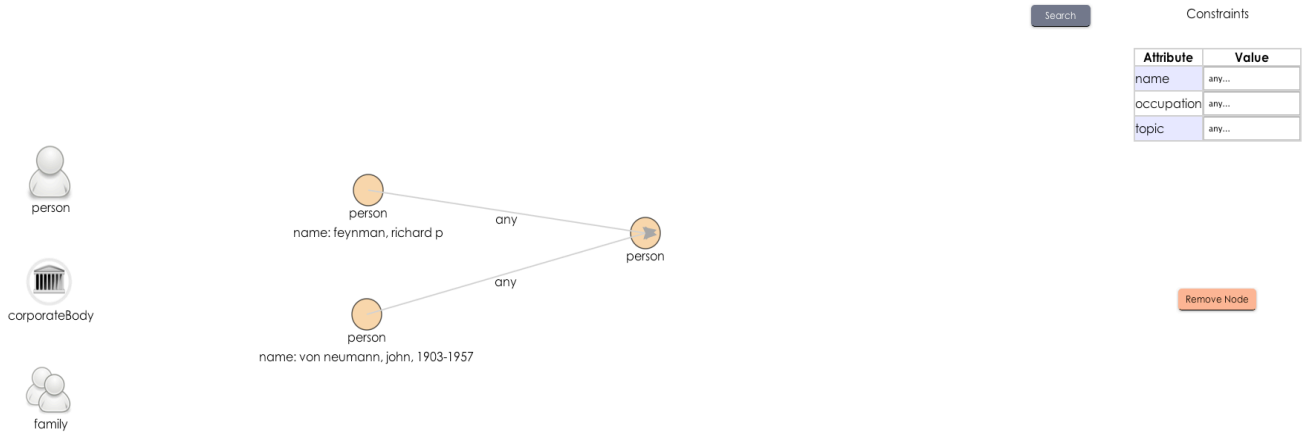 Search
Constraints
Attribute Value
name any...
occupation any...
topic any...
person
person
name: feynman, richard p
any
person
any
corporateBody
person
name: von neumann, john, 1903-1957
Remove Node
family